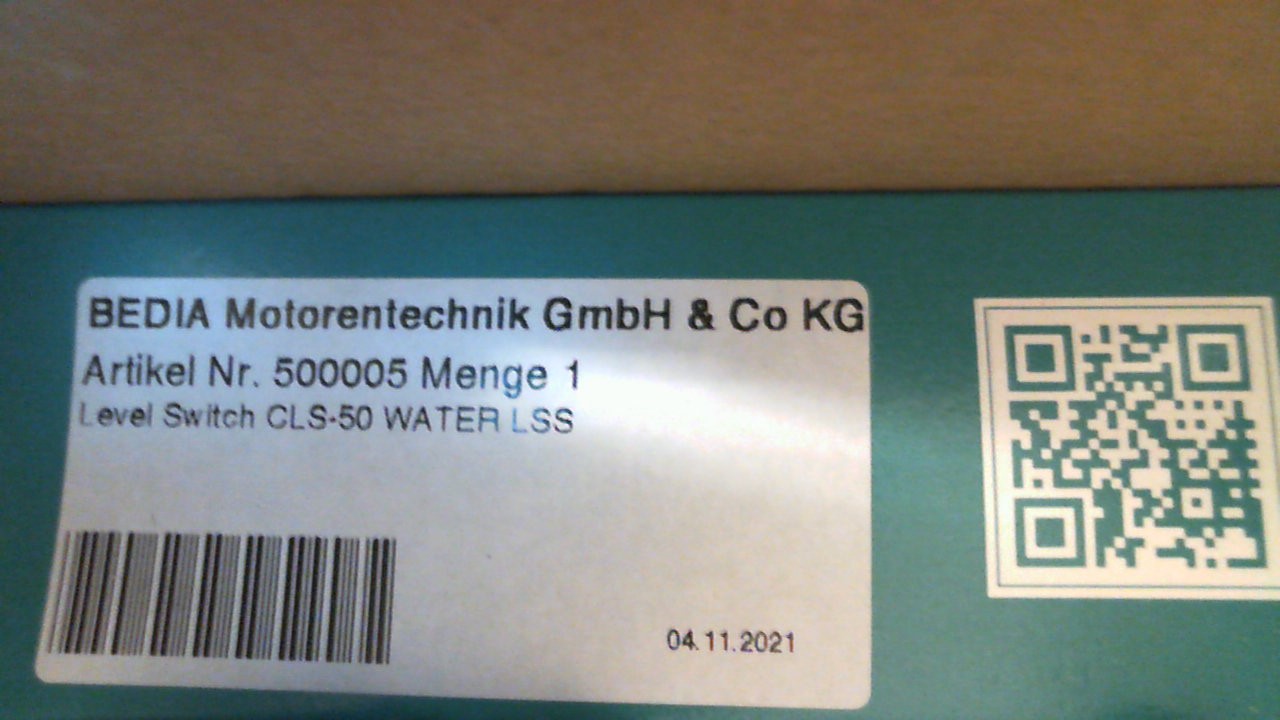 BEDIA Motorentechnik GmbH & Co KG
Artikel Nr. 500005 Menge 1
Level Switch CLS-50 WATER LSS
04.11.2021